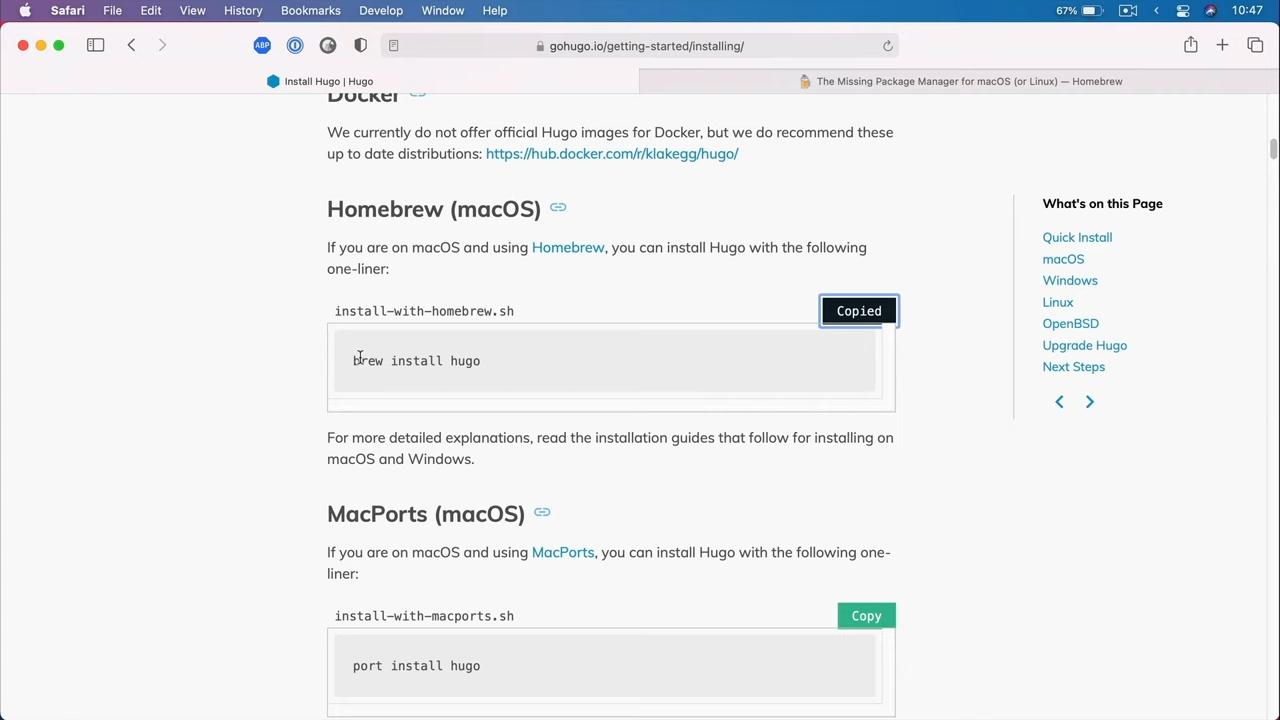 Safari File Edit View History Bookmarks Develop Window Help 67% 10:47
ABP gohugo.io/getting-started/installing/
Install Hugo | Hugo
The Missing Package Manager for macOS (or Linux) — Homebrew
Docker
We currently do not offer official Hugo images for Docker, but we do recommend these
up to date distributions: https://hub.docker.com/r/klakegg/hugo/
Homebrew (macOS)
If you are on macOS and using Homebrew, you can install Hugo with the following
one-liner:
install-with-homebrew.sh
Copied
brew install hugo
For more detailed explanations, read the installation guides that follow for installing on
macOS and Windows.
MacPorts (macOS)
If you are on macOS and using MacPorts, you can install Hugo with the following one-
liner:
install-with-macports.sh
Copy
port install hugo
What's on this Page
Quick Install
macOS
Windows
Linux
OpenBSD
Upgrade Hugo
Next Steps